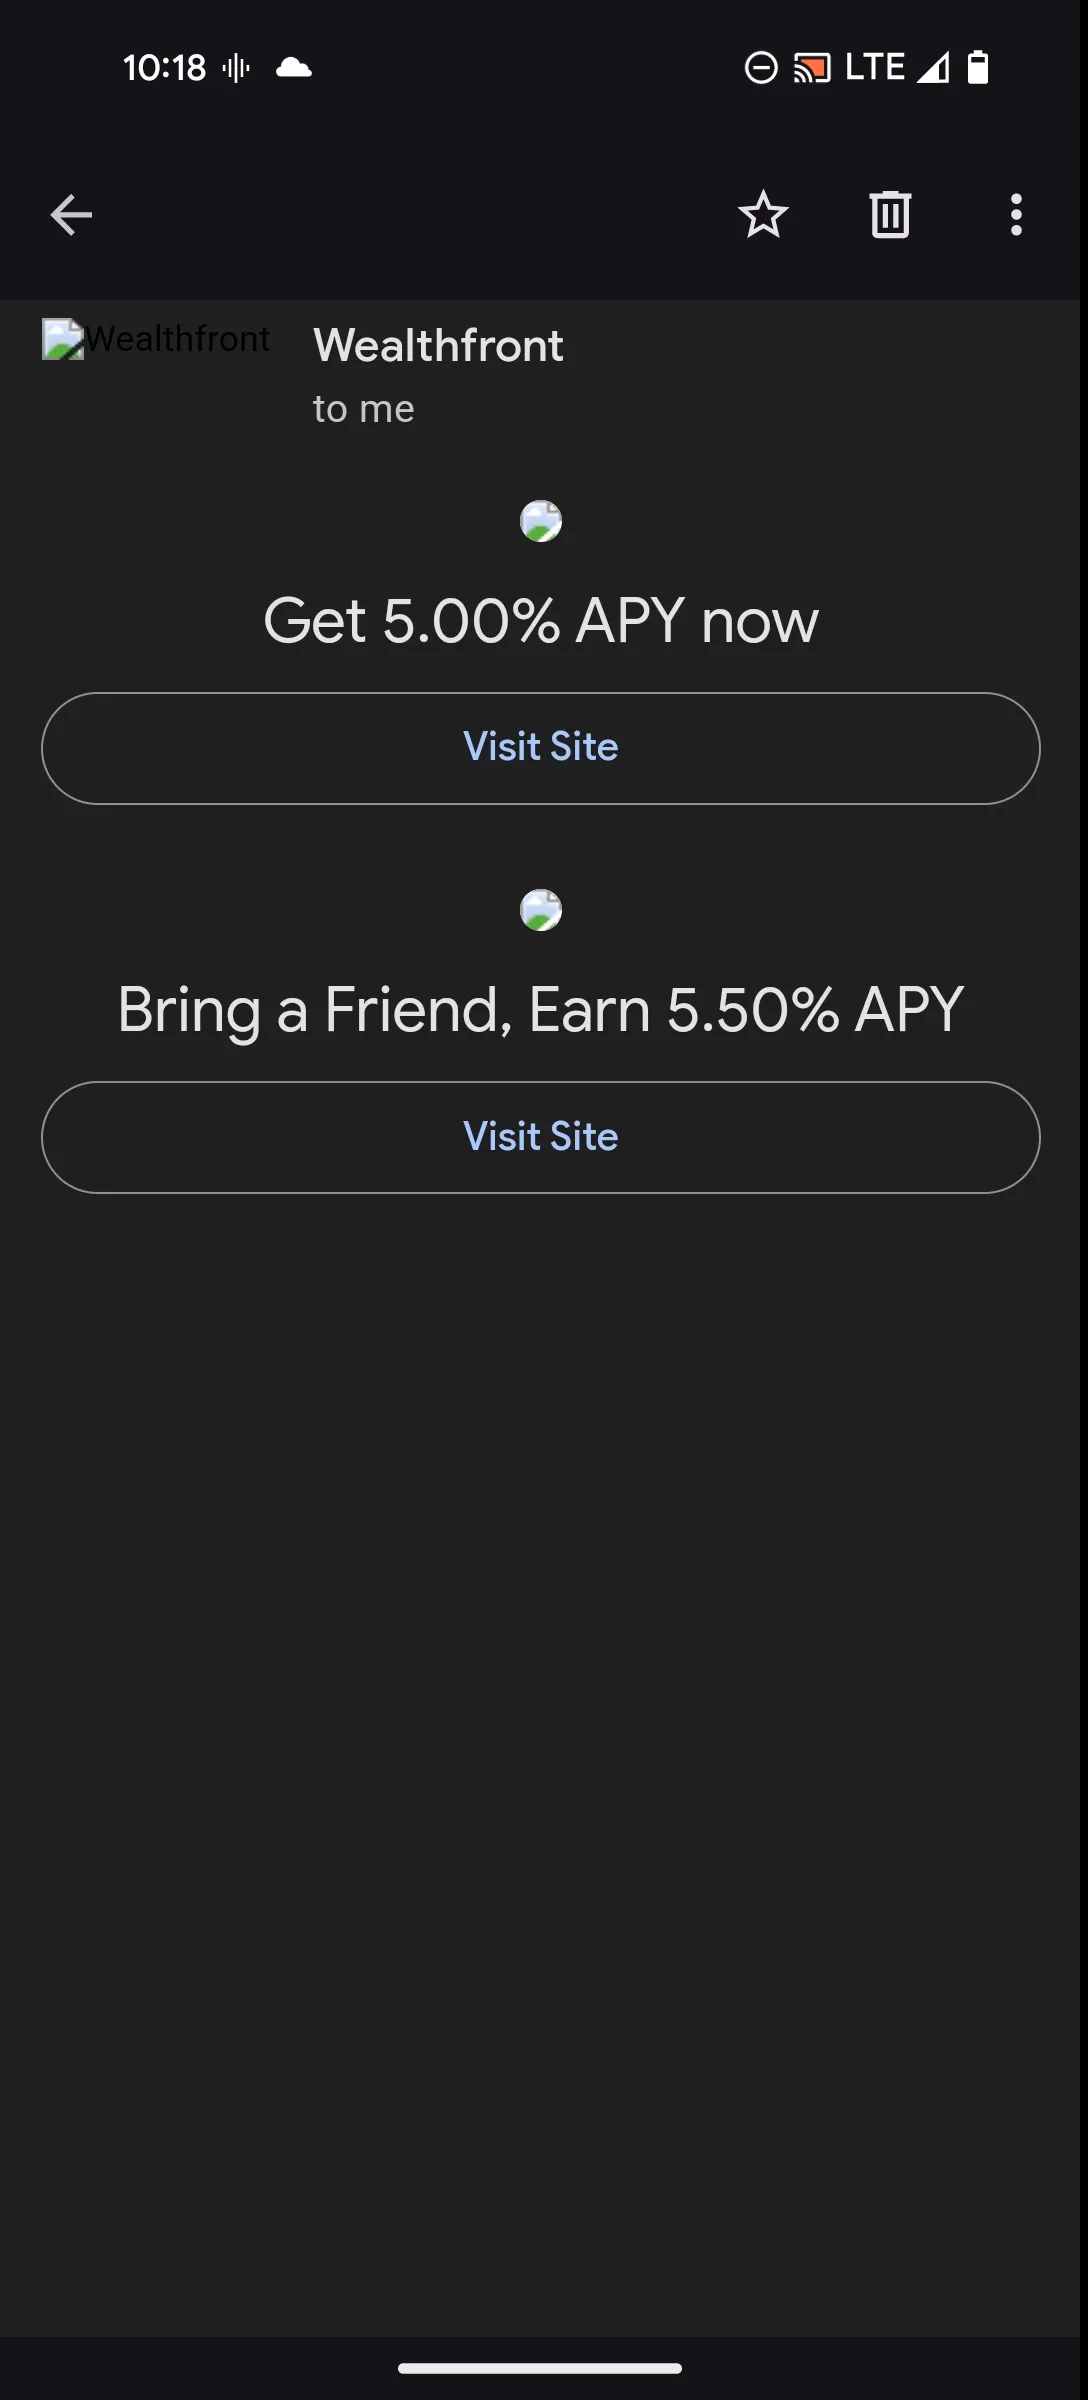 10:18 LTE
Wealthfront Wealthfront
to me
Get 5.00% APY now
Visit Site
Bring a Friend, Earn 5.50% APY
Visit Site